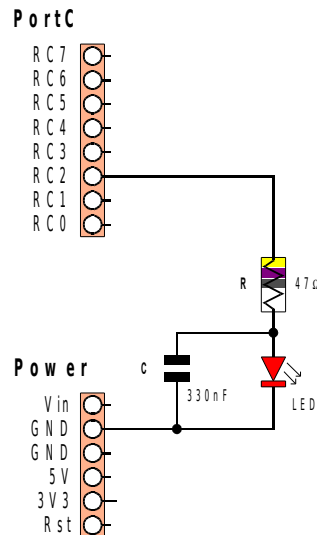 PortC
RC7
RC6
RC5
RC4
RC3
RC2
RC1
RC0
R 47Ω
Power
C
330nF
LED
Vin
GND
GND
5V
3V3
Rst